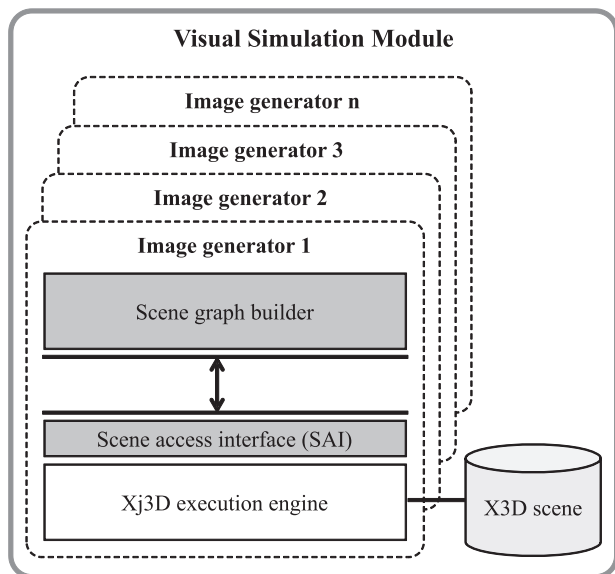 Visual Simulation Module
Image generator n
Image generator 3
Image generator 2
Image generator 1
Scene graph builder
Scene access interface (SAI)
Xj3D execution engine
X3D scene